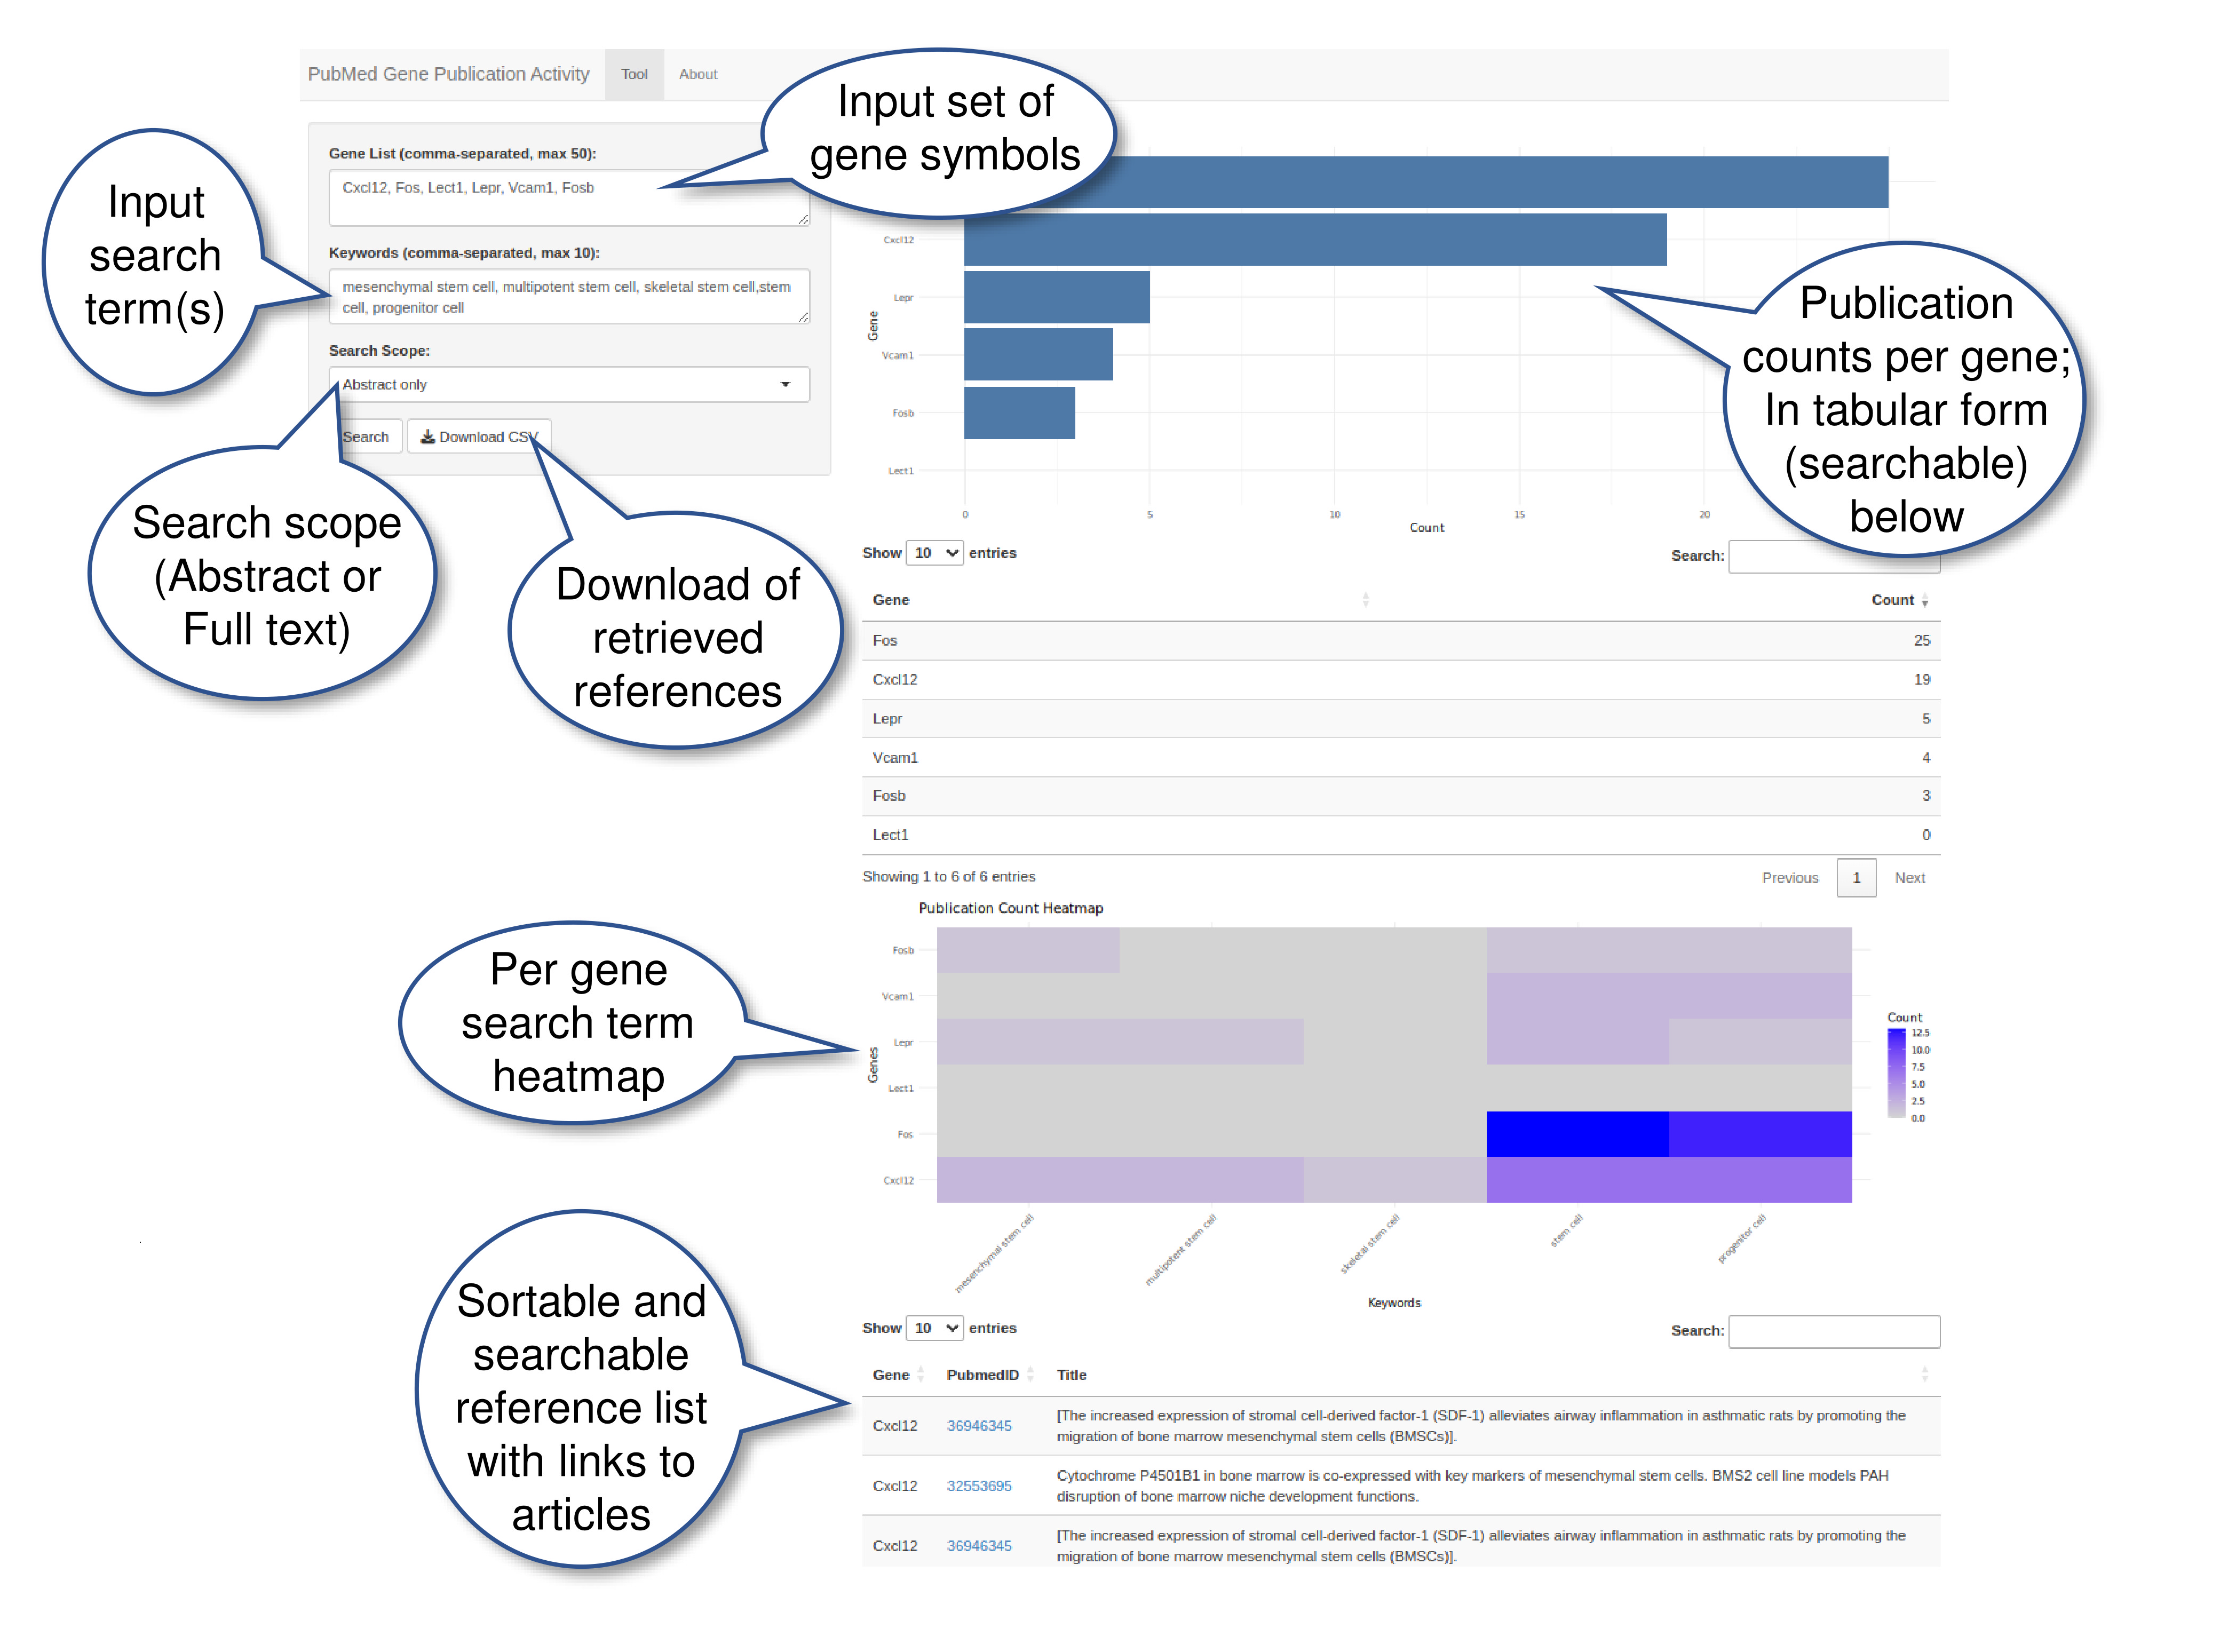 PubMed Gene Publication Activity
Tool
About
Input set of
gene symbols
Input
search
term(s)
Gene List (comma-separated, max 50):
Cxcl12, Fos, Lect1, Lepr, Vcam1, Fosb
Keywords (comma-separated, max 10):
mesenchymal stem cell, multipotent stem cell, skeletal stem cell,stem
cell, progenitor cell
Search Scope:
Abstract only
Search
Download CSV
Search scope
(Abstract or
Full text)
Download of
retrieved
references
Gene
Cxcl12
Lepr
Vcam1
Fosb
Lect1
0
5
10
15
20
Count
Publication
counts per gene;
In tabular form
(searchable)
below
Show 10 entries
Search:
Gene Count
Fos 25
Cxcl12 19
Lepr 5
Vcam1 4
Fosb 3
Lect1 0
Showing 1 to 6 of 6 entries
Previous 1 Next
Publication Count Heatmap
Per gene
search term
heatmap
Genes
Fosb
Vcam1
Lepr
Lect1
Fos
Cxcl12
Count
12.5
10.0
7.5
5.0
2.5
0.0
mesenchymal stem cell
multipotent stem cell
skeletal stem cell
stem cell
progenitor cell
Keywords
Sortable and
searchable
reference list
with links to
articles
Show 10 entries
Search:
Gene PubmedID Title
Cxcl12 36946345 [The increased expression of stromal cell-derived factor-1 (SDF-1) alleviates airway inflammation in asthmatic rats by promoting the
migration of bone marrow mesenchymal stem cells (BMSCs)].
Cxcl12 32553695 Cytochrome P4501B1 in bone marrow is co-expressed with key markers of mesenchymal stem cells. BMS2 cell line models PAH
disruption of bone marrow niche development functions.
Cxcl12 36946345 [The increased expression of stromal cell-derived factor-1 (SDF-1) alleviates airway inflammation in asthmatic rats by promoting the
migration of bone marrow mesenchymal stem cells (BMSCs)].